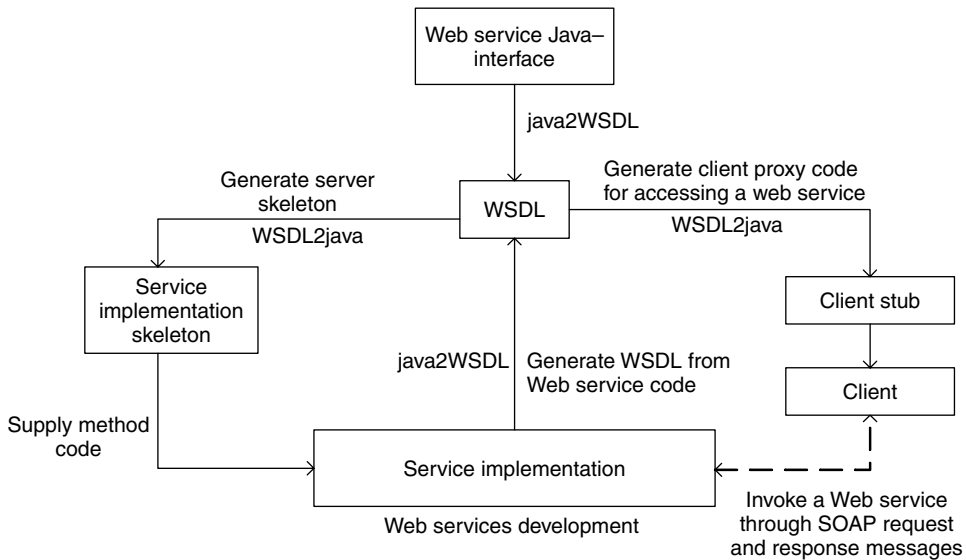 Web service Java–
interface
java2WSDL
Generate server
skeleton
WSDL2java
WSDL
Generate client proxy code
for accessing a web service
WSDL2java
Service
implementation
skeleton
Client stub
java2WSDL
Generate WSDL from
Web service code
Client
Supply method
code
Service implementation
Web services development
Invoke a Web service
through SOAP request
and response messages